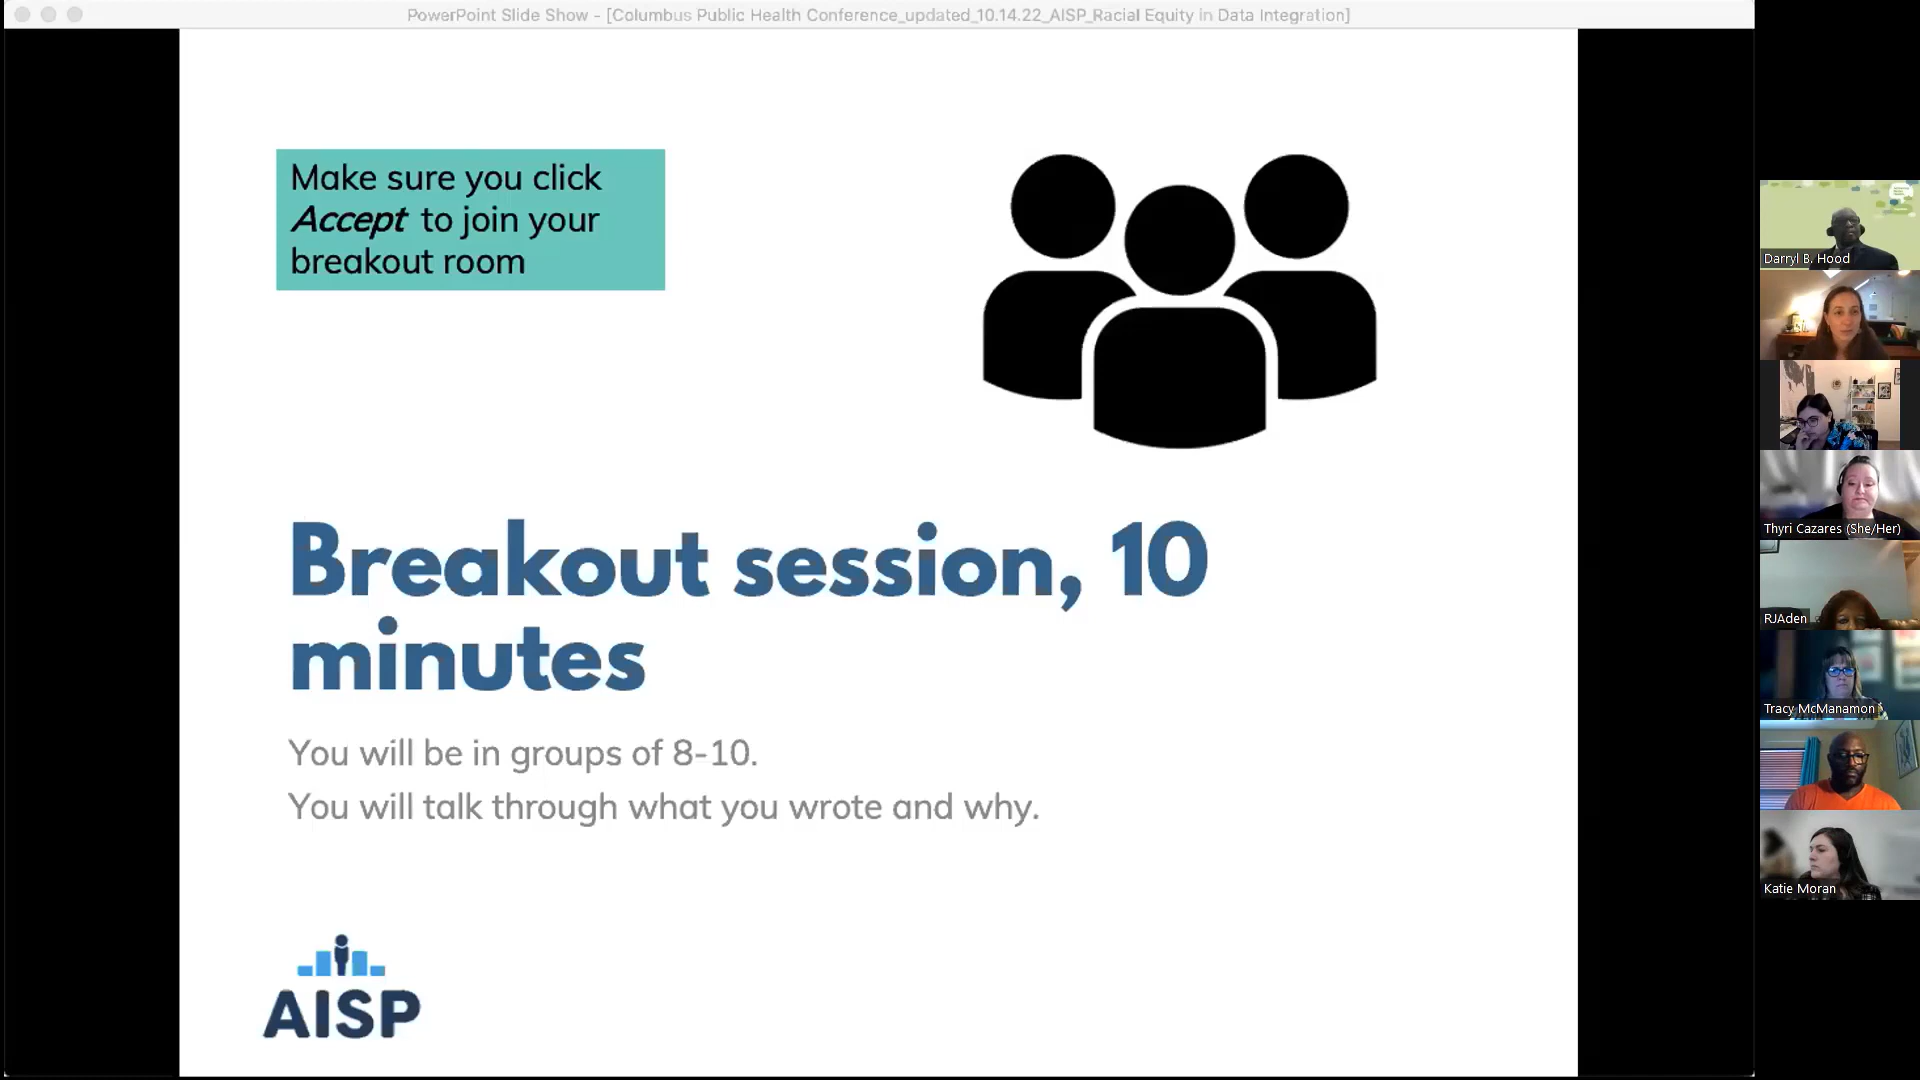 PowerPoint Slide Show - [Columbus Public Health Conference_updated_10.14.22_AISP_Racial Equity in Data Integration]
Make sure you click
Accept to join your
breakout room
Breakout session, 10
minutes
You will be in groups of 8-10.
You will talk through what you wrote and why.
AISP
Darryl B. Hood
Thyri Cazares (She/Her)
RJAden
Tracy McManamon
Katie Moran